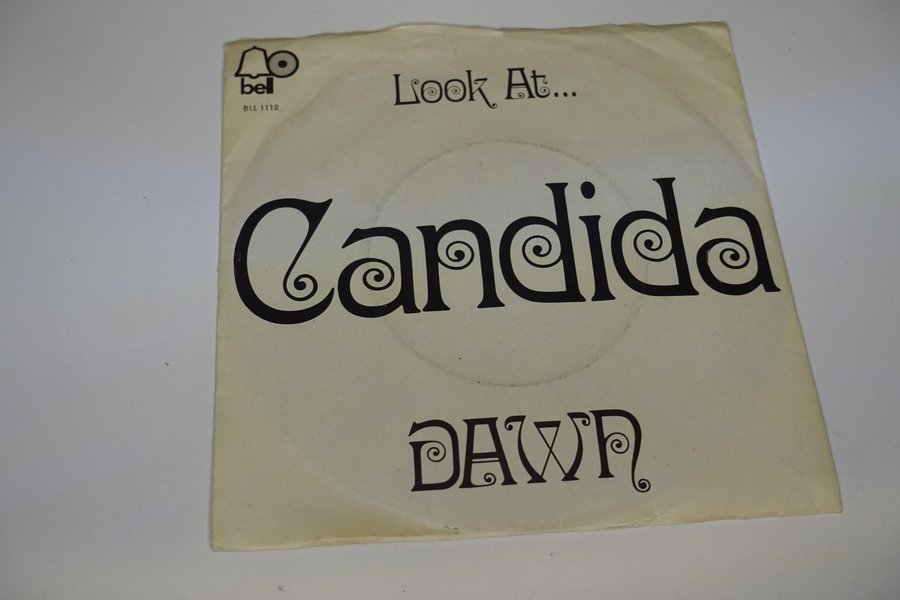 bell
BLL 1118
Look At...
Candida
DAWN